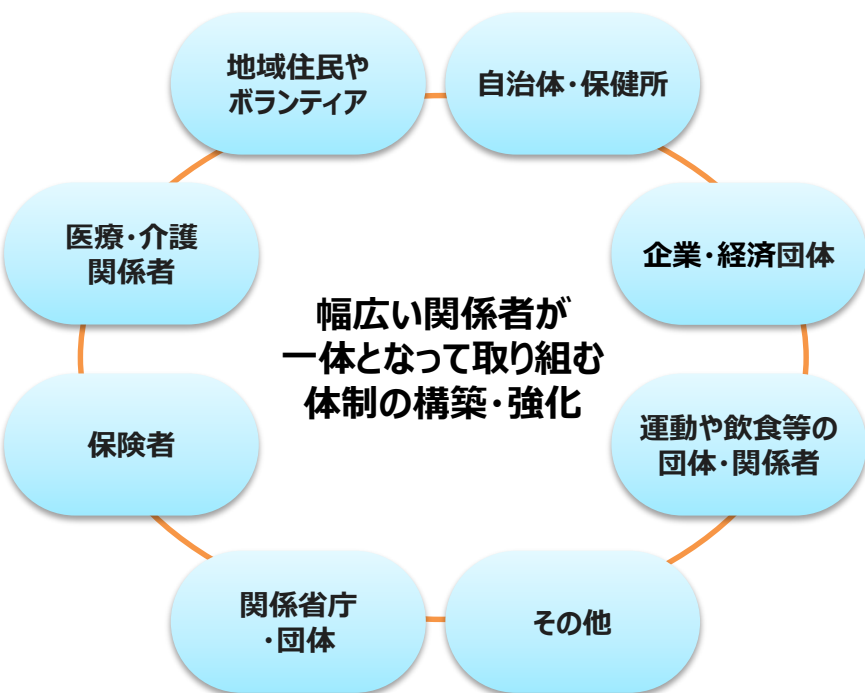 地域住民や
ボランティア
自治体・保健所
医療・介護
関係者
企業・経済団体
幅広い関係者が
一体となって取り組む
体制の構築・強化
保険者
運動や飲食等の
団体・関係者
関係省庁
・団体
その他